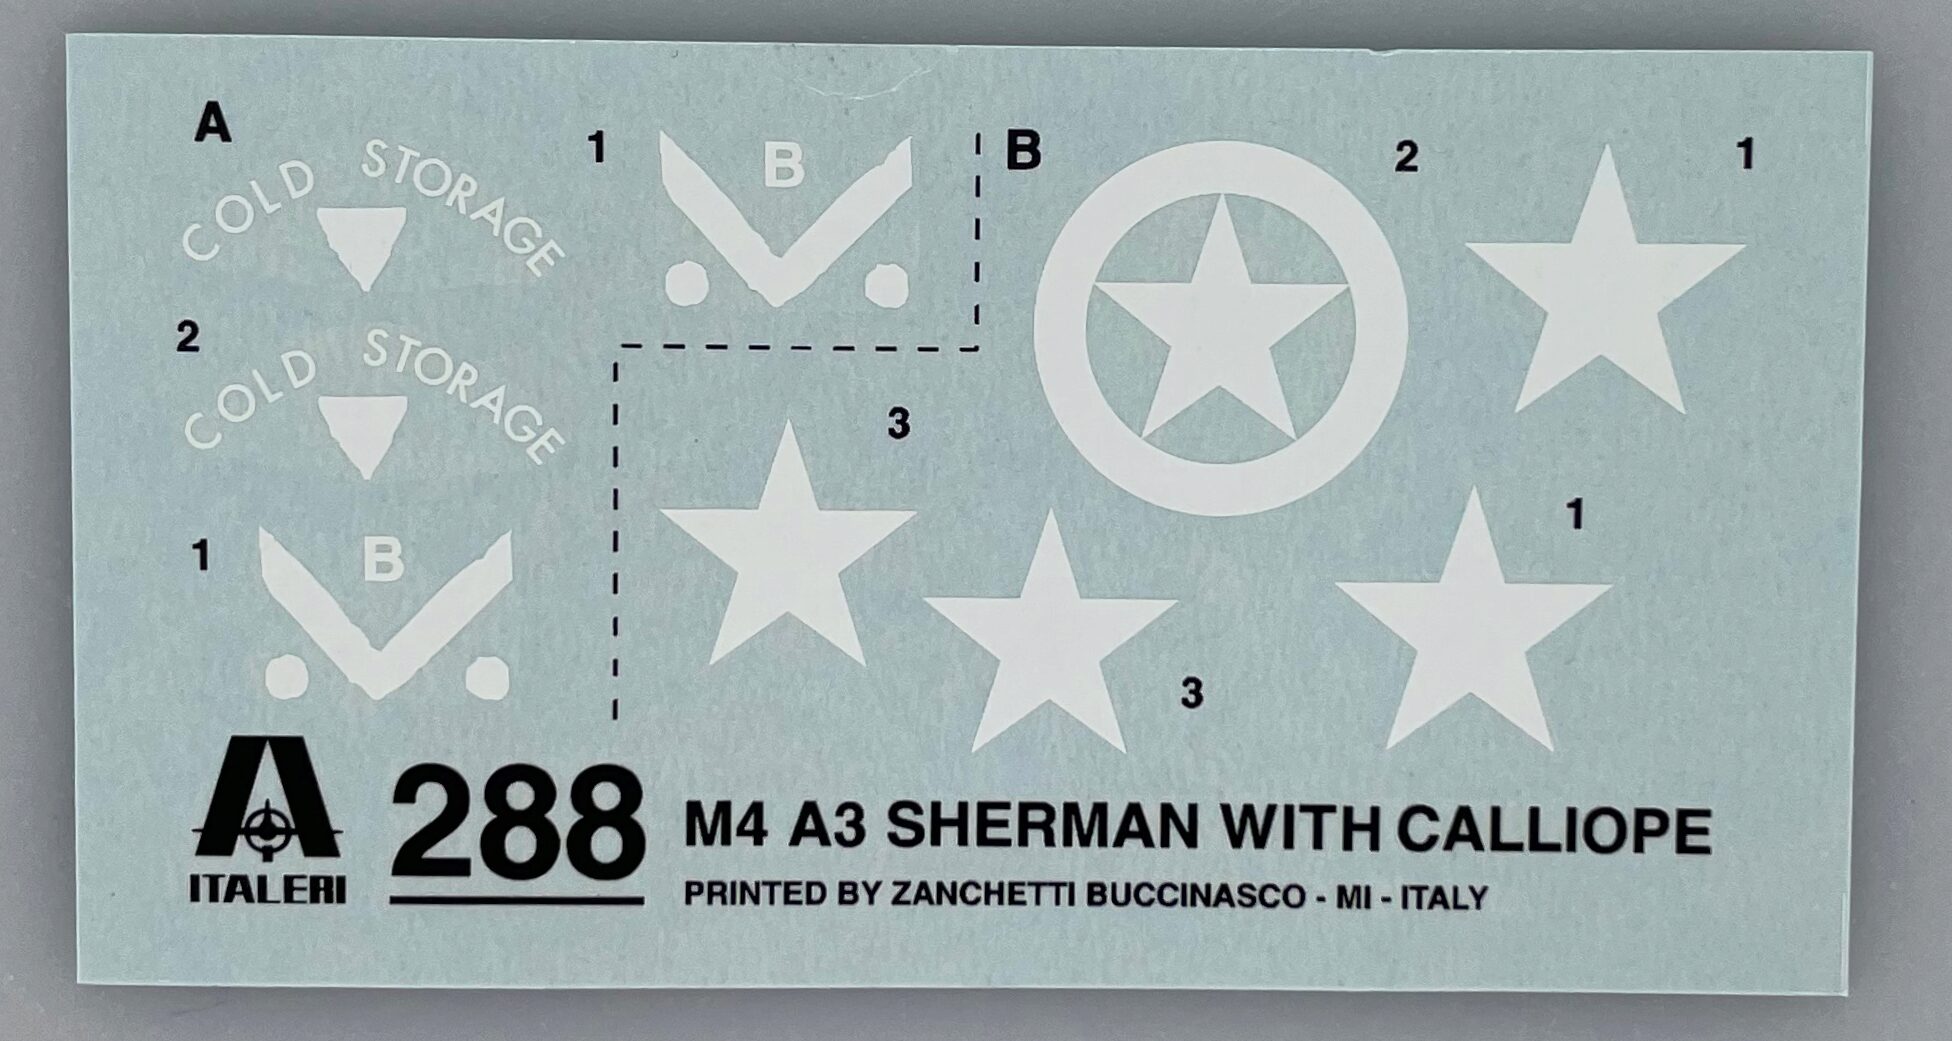 A
COLD STORAGE
1
B
B
2
1
2
COLD STORAGE
3
1
B
1
3
ITALERI
288
M4 A3 SHERMAN WITH CALLIOPE
PRINTED BY ZANCHETTI BUCCINASCO - MI - ITALY